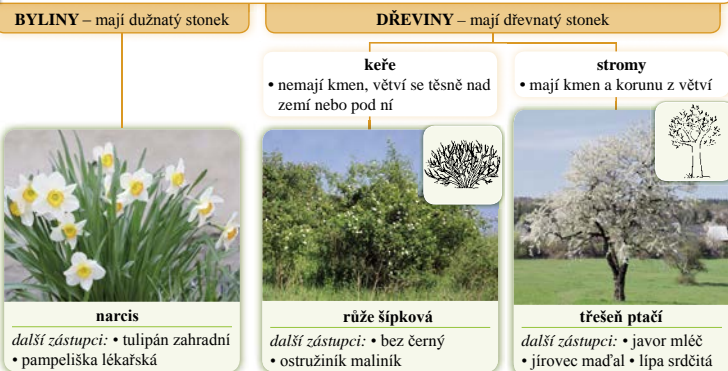 BYLINY – mají dužnatý stonek
DŘEVINY – mají dřevnatý stonek
keře
• nemají kmen, větví se těsně nad
zemí nebo pod ní
stromy
• mají kmen a korunu z větví
narcis
další zástupci: • tulipán zahradní
• pampeliška lékařská
růže šípková
další zástupci: • bez černý
• ostružiník maliník
třešeň ptačí
další zástupci: • javor mléč
• jírovec maďal • lípa srdčitá